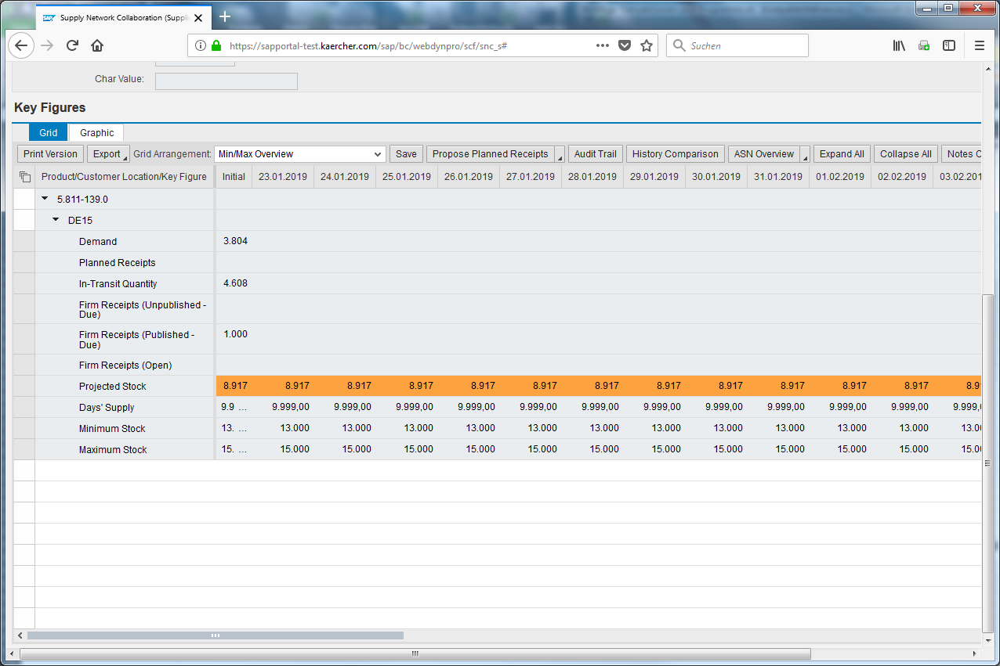 Supply Network Collaboration (Suppli
https://sapportal-test.kaercher.com/sap/bc/webdynpro/scf/snc_s#
Suchen
Char Value:
Key Figures
Grid Graphic
Print Version Export Grid Arrangement: Min/Max Overview Save Propose Planned Receipts Audit Trail History Comparison ASN Overview Expand All Collapse All Notes C
Product/Customer Location/Key Figure Initial 23.01.2019 24.01.2019 25.01.2019 26.01.2019 27.01.2019 28.01.2019 29.01.2019 30.01.2019 31.01.2019 01.02.2019 02.02.2019 03.02.201
5.811-139.0
DE15
Demand 3.804
Planned Receipts
In-Transit Quantity 4.608
Firm Receipts (Unpublished -
Due)
Firm Receipts (Published - 1.000
Due)
Firm Receipts (Open)
Projected Stock 8.917 8.917 8.917 8.917 8.917 8.917 8.917 8.917 8.917 8.917 8.917 8.917 8.9
Days' Supply 9.9 ... 9.999,00 9.999,00 9.999,00 9.999,00 9.999,00 9.999,00 9.999,00 9.999,00 9.999,00 9.999,00 9.999,00 9.999,
Minimum Stock 13. ... 13.000 13.000 13.000 13.000 13.000 13.000 13.000 13.000 13.000 13.000 13.000 13.0
Maximum Stock 15. ... 15.000 15.000 15.000 15.000 15.000 15.000 15.000 15.000 15.000 15.000 15.000 15.0